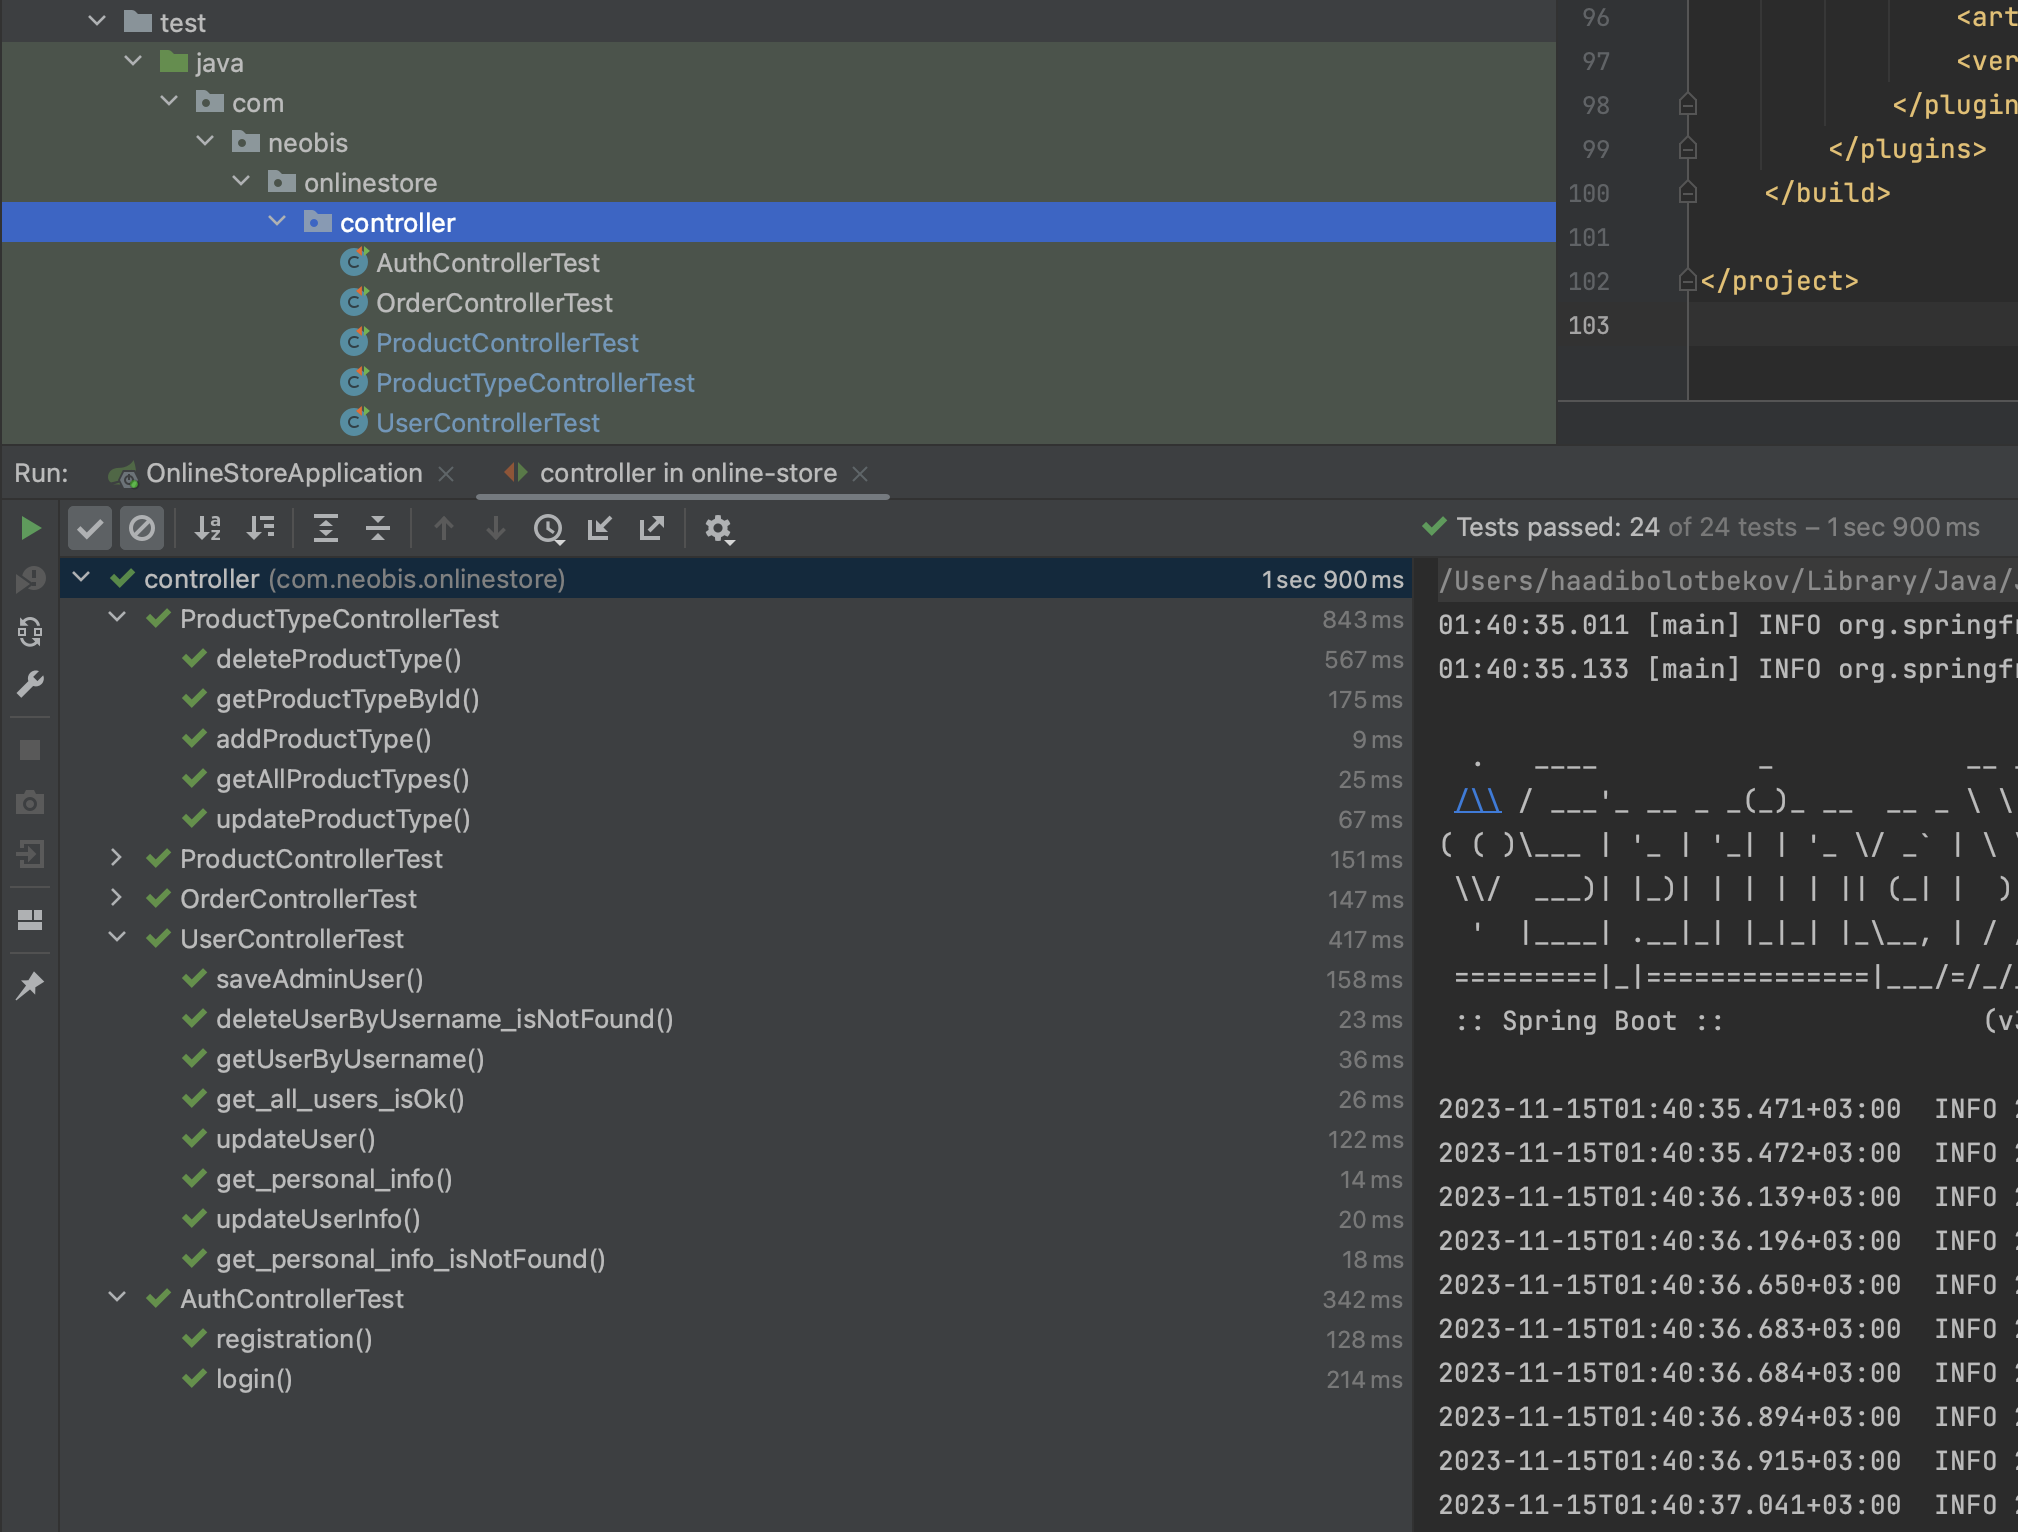 test
java
com
neobis
onlinestore
controller
AuthControllerTest
OrderControllerTest
ProductControllerTest
ProductTypeControllerTest
UserControllerTest
96 <art
97 <ver
98 </plugin
99 </plugins>
100 </build>
101
102 </project>
103
Run: OnlineStoreApplication controller in online-store
Tests passed: 24 of 24 tests – 1 sec 900 ms
controller (com.neobis.onlinestore) 1 sec 900 ms
ProductTypeControllerTest 843 ms
deleteProductType() 567 ms
getProductTypeById() 175 ms
addProductType() 9 ms
getAllProductTypes() 25 ms
updateProductType() 67 ms
ProductControllerTest 151 ms
OrderControllerTest 147 ms
UserControllerTest 417 ms
saveAdminUser() 158 ms
deleteUserByUsername_isNotFound() 23 ms
getUserByUsername() 36 ms
get_all_users_isOk() 26 ms
updateUser() 122 ms
get_personal_info() 14 ms
updateUserInfo() 20 ms
get_personal_info_isNotFound() 18 ms
AuthControllerTest 342 ms
registration() 128 ms
login() 214 ms
/Users/haadibolotbekov/Library/Java/
01:40:35.011 [main] INFO org.springf
01:40:35.133 [main] INFO org.springf
:: Spring Boot :: (v3
2023-11-15T01:40:35.471+03:00 INFO
2023-11-15T01:40:35.472+03:00 INFO
2023-11-15T01:40:36.139+03:00 INFO
2023-11-15T01:40:36.196+03:00 INFO
2023-11-15T01:40:36.650+03:00 INFO
2023-11-15T01:40:36.683+03:00 INFO
2023-11-15T01:40:36.684+03:00 INFO
2023-11-15T01:40:36.894+03:00 INFO
2023-11-15T01:40:36.915+03:00 INFO
2023-11-15T01:40:37.041+03:00 INFO